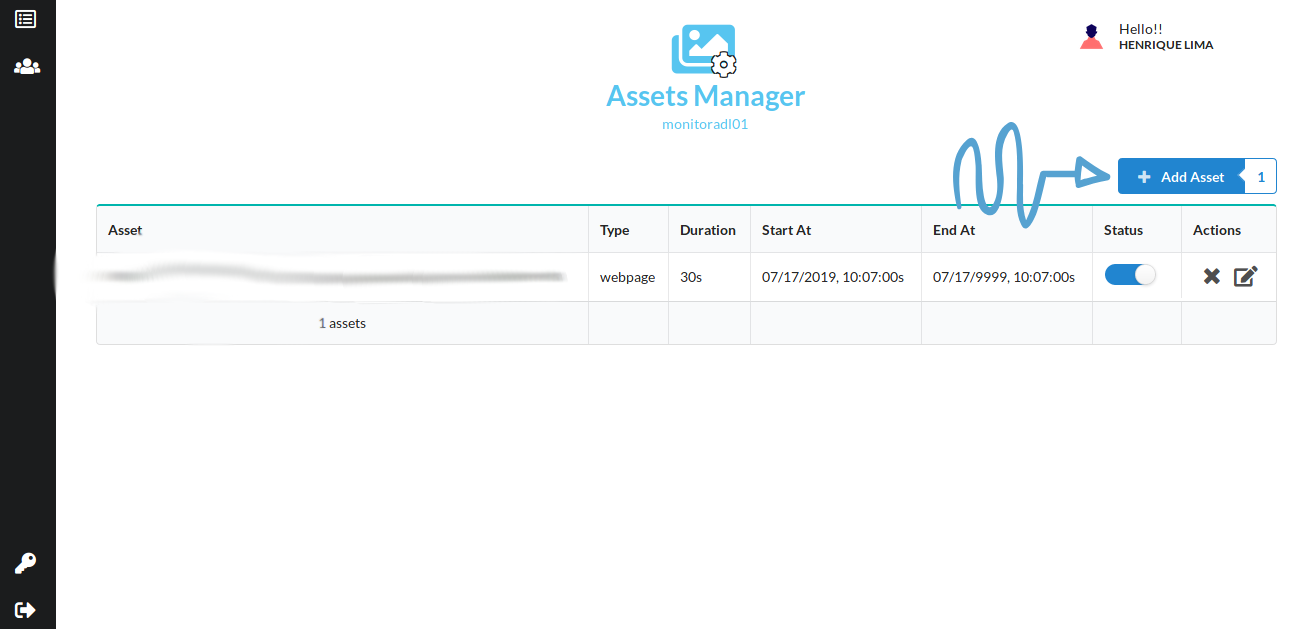 Hello!!
HENRIQUE LIMA
Assets Manager
monitoradl01
Add Asset 1
Asset Type Duration Start At End At Status Actions
webpage 30s 07/17/2019, 10:07:00s 07/17/9999, 10:07:00s
1 assets